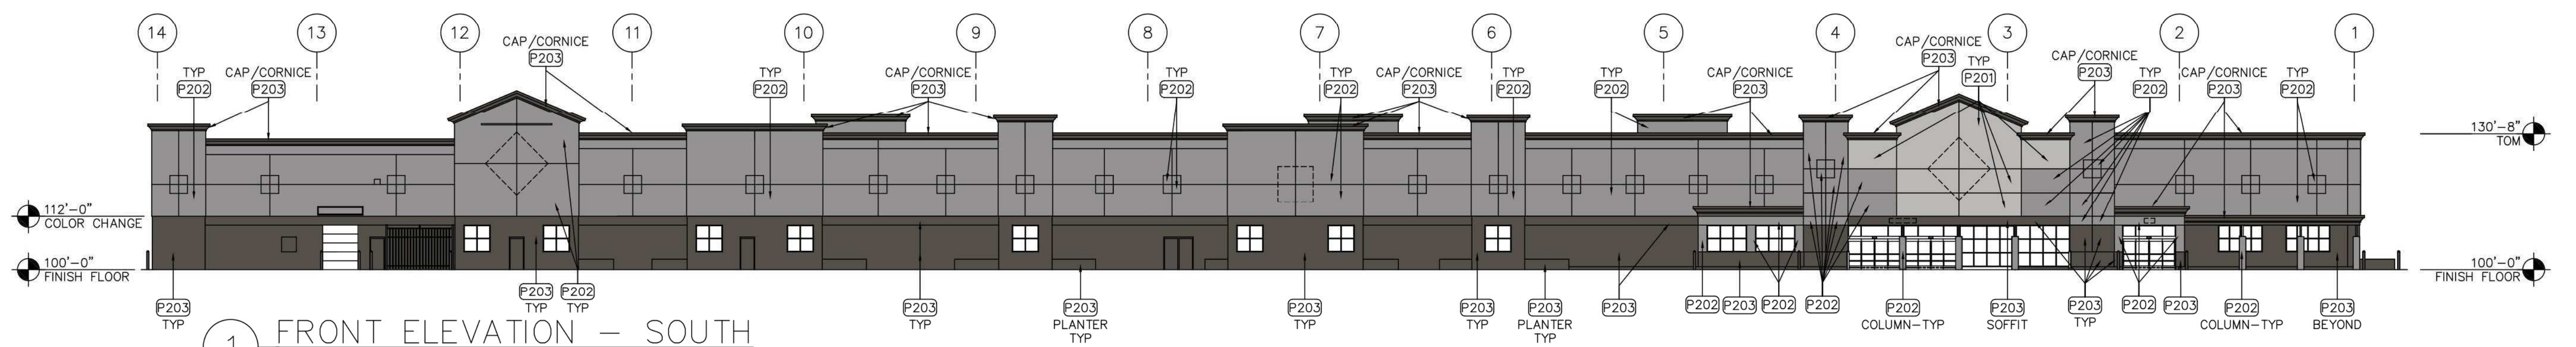 14 13 12 11 10 9 8 7 6 5 4 3 2 1
CAP/CORNICE
P203
CAP/CORNICE
P203
TYP
P201
CAP/CORNICE
P203
TYP
P202
CAP/CORNICE
P203
TYP
P202
CAP/CORNICE
P203
TYP
P202
CAP/CORNICE
P203
TYP
P202
TYP
P202
CAP/CORNICE
P203
TYP
P202
TYP
P202
CAP/CORNICE
P203
TYP
P202
CAP/CORNICE
P203
TYP
P202
130'-8"
TOM
112'-0"
COLOR CHANGE
100'-0"
FINISH FLOOR
100'-0"
FINISH FLOOR
P203
TYP
P203
TYP
P202
TYP
P203
TYP
P203
PLANTER
TYP
P203
TYP
P203
TYP
P203
PLANTER
TYP
P203
P202
P203
P202
P202
P202
COLUMN-TYP
P203
SOFFIT
P203
TYP
P202
P203
P202
COLUMN-TYP
P203
BEYOND
1
FRONT ELEVATION - SOUTH